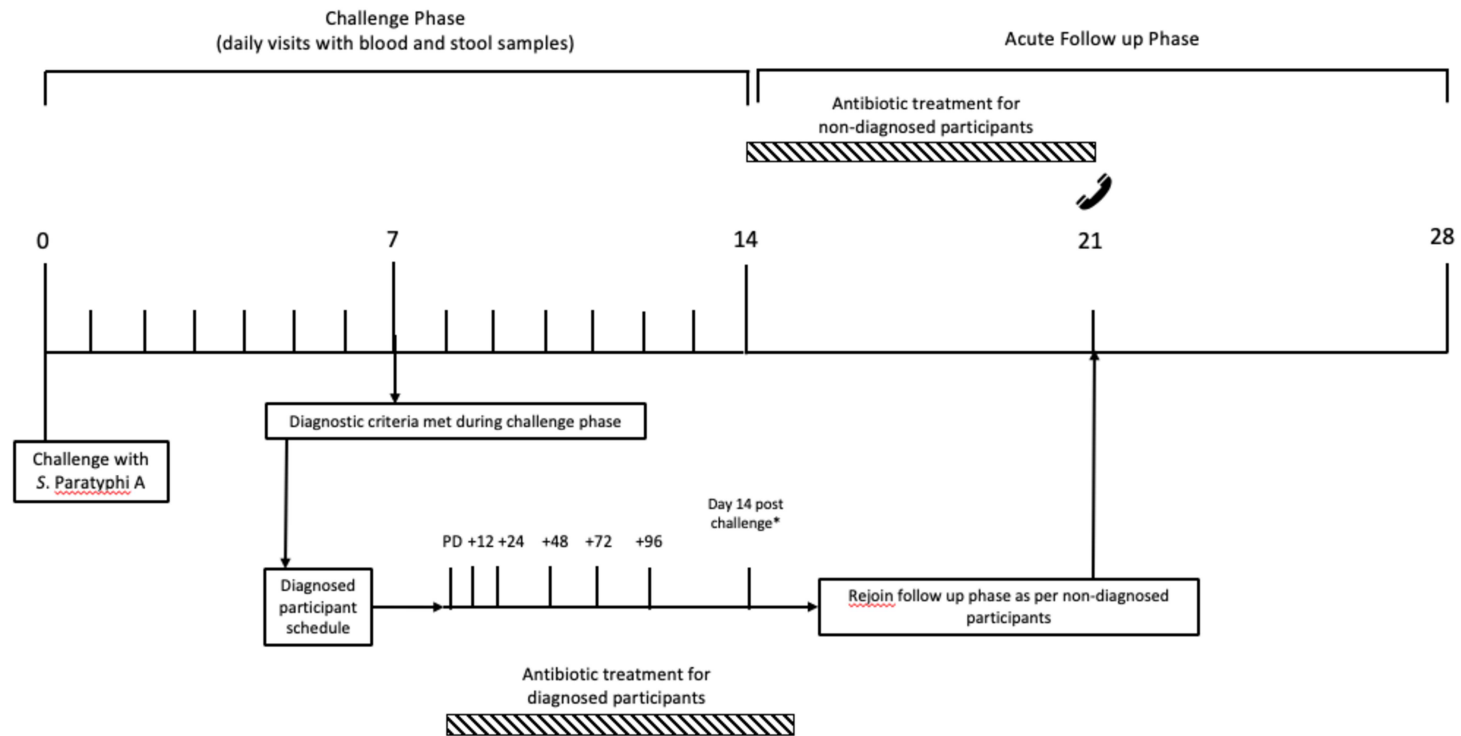 Challenge Phase
(daily visits with blood and stool samples)
Acute Follow up Phase
Antibiotic treatment for
non-diagnosed participants
0
7
14
21
28
Diagnostic criteria met during challenge phase
Challenge with
S. Paratyphi A
Day 14 post
challenge*
PD +12 +24 +48 +72 +96
Diagnosed
participant
schedule
Rejoin follow up phase as per non-diagnosed
participants
Antibiotic treatment for
diagnosed participants